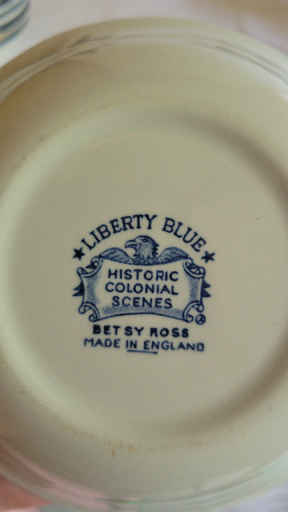 ★LIBERTY BLUE★
HISTORIC
COLONIAL
SCENES
BETSY ROSS
MADE IN ENGLAND